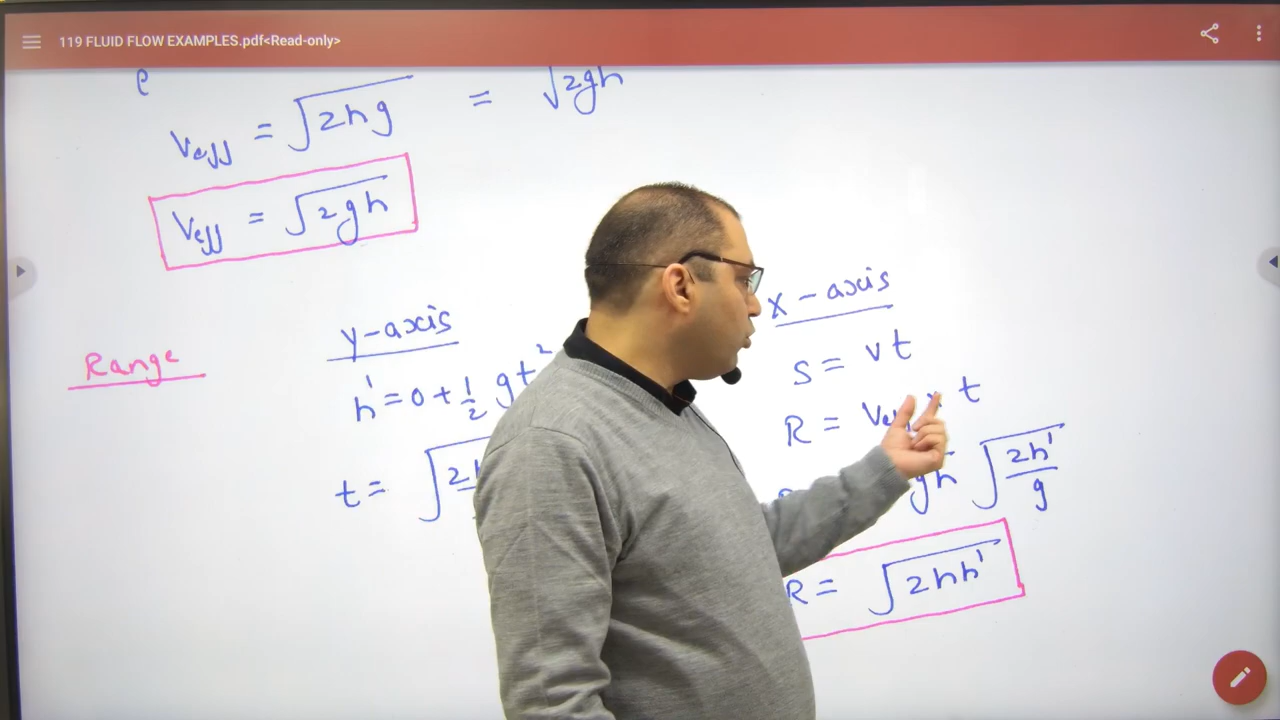 119 FLUID FLOW EXAMPLES.pdf<Read-only>
ρ
Veff = √2hg = √2gh
Veff = √2gh
Range
y-axis
h' = 0 + 1/2 gt²
t =
x-axis
S = vt
R = t
gh √2h'/g
R = √2hh'